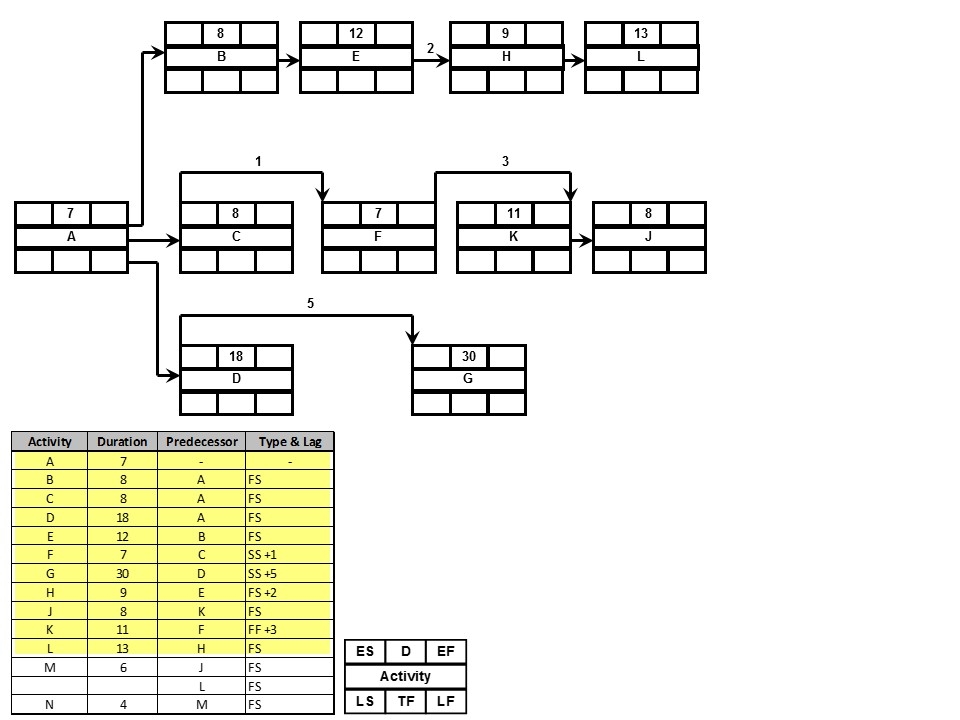 8 12 9 13
B E 2 H L
1 3
7 8 7 11 8
A C F K J
5
18 30
D G
Activity Duration Predecessor Type & Lag
A 7 - -
B 8 A FS
C 8 A FS
D 18 A FS
E 12 B FS
F 7 C SS +1
G 30 D SS +5
H 9 E FS +2
J 8 K FS
K 11 F FF +3
L 13 H FS
M 6 J FS
L FS
N 4 M FS
ES D EF
Activity
LS TF LF